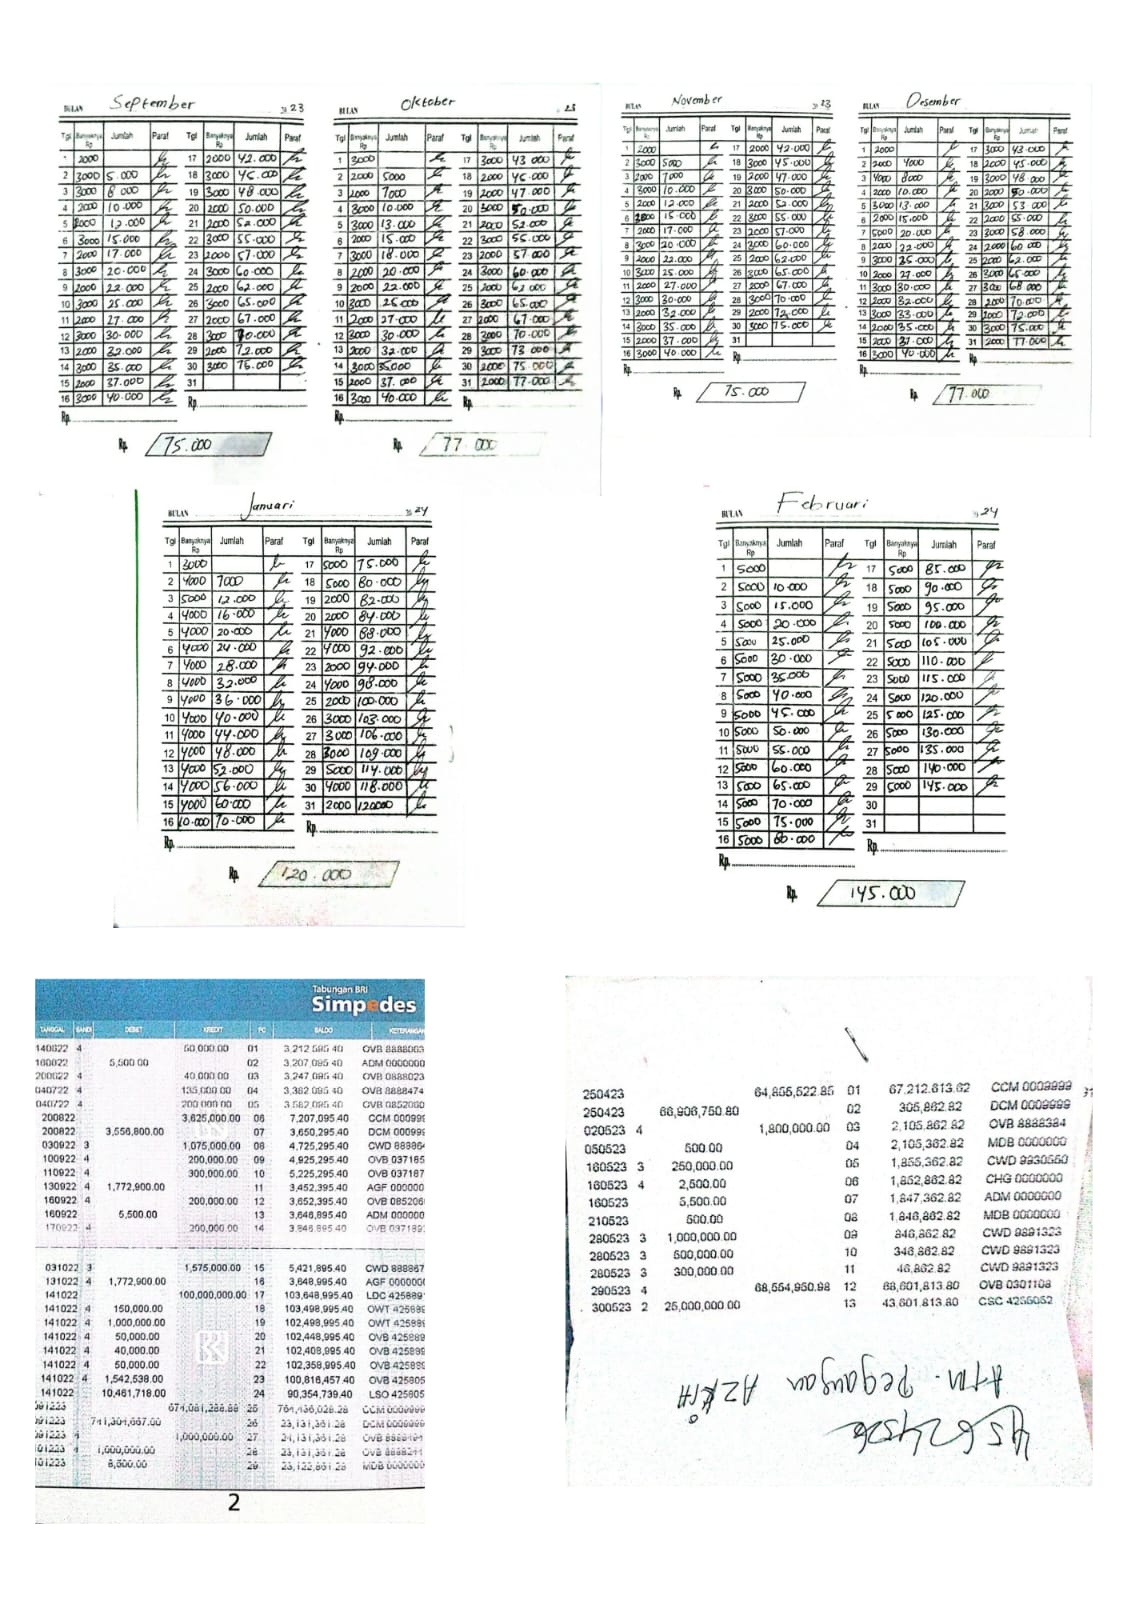 BULAN September 23
Tgl Banyaknya Rp Jumlah Paraf Tgl Banyaknya Rp Jumlah Paraf
2000 17 2000 42.000
2 3000 5.000 18 3000 45.000
3 3000 8000 19 3000 48.000
4 2000 10.000 20 2000 50.000
5 2000 12.000 21 2000 52.000
6 3000 15.000 22 3000 55.000
7 2000 17.000 23 2000 57.000
8 3000 20.000 24 3000 60.000
9 2000 22.000 25 2000 62.000
10 3000 25.000 26 3000 65.000
11 2000 27.000 27 2000 67.000
12 3000 30.000 28 3000 70.000
13 2000 32.000 29 2000 72.000
14 3000 35.000 30 3000 75.000
15 2000 37.000 31
16 3000 40.000 Rp
Rp
Rp 75.000
BULAN Oktober 23
Tgl Banyaknya Rp Jumlah Paraf Tgl Banyaknya Rp Jumlah Paraf
1 3000 17 3000 43.000
2 2000 5000 18 2000 45.000
3 2000 7000 19 2000 47.000
4 3000 10.000 20 3000 50.000
5 3000 13.000 21 2000 52.000
6 2000 15.000 22 3000 55.000
7 3000 18.000 23 2000 57.000
8 2000 20.000 24 3000 60.000
9 2000 22.000 25 2000 62.000
10 3000 25.000 26 3000 65.000
11 2000 27.000 27 2000 67.000
12 3000 30.000 28 3000 70.000
13 2000 32.000 29 3000 73.000
14 3000 35000 30 2000 75.000
15 2000 37.000 31 2000 77.000
16 3000 40.000 Rp
Rp
Rp 77.000
BULAN November 23
Tgl Banyaknya Rp Jumlah Paraf Tgl Banyaknya Rp Jumlah Paraf
1 2000 17 2000 42.000
2 3000 5000 18 3000 45.000
3 2000 7000 19 2000 47.000
4 3000 10.000 20 3000 50.000
5 2000 12.000 21 2000 52.000
6 3000 15.000 22 3000 55.000
7 2000 17.000 23 2000 57.000
8 3000 20.000 24 3000 60.000
9 2000 22.000 25 2000 62.000
10 3000 25.000 26 3000 65.000
11 2000 27.000 27 2000 67.000
12 3000 30.000 28 3000 70.000
13 2000 32.000 29 2000 72.000
14 3000 35.000 30 3000 75.000
15 2000 37.000 31
16 3000 40.000 Rp
Rp
Rp 75.000
BULAN Desember
Tgl Banyaknya Rp Jumlah Paraf Tgl Banyaknya Rp Jumlah Paraf
1 2000 17 3000 43.000
2 2000 4000 18 2000 45.000
3 4000 8000 19 3000 48.000
4 2000 10.000 20 2000 50.000
5 3000 13.000 21 3000 53.000
6 2000 15.000 22 2000 55.000
7 5000 20.000 23 3000 58.000
8 2000 22.000 24 2000 60.000
9 3000 25.000 25 2000 62.000
10 2000 27.000 26 3000 65.000
11 3000 30.000 27 3000 68.000
12 2000 32.000 28 2000 70.000
13 3000 33.000 29 2000 72.000
14 2000 35.000 30 3000 75.000
15 2000 37.000 31 2000 77.000
16 3000 40.000 Rp
Rp
Rp 77.000
BULAN Januari 24
Tgl Banyaknya Rp Jumlah Paraf Tgl Banyaknya Rp Jumlah Paraf
1 3000 17 5000 75.000
2 4000 7000 18 5000 80.000
3 5000 12.000 19 2000 82.000
4 4000 16.000 20 2000 84.000
5 4000 20.000 21 4000 88.000
6 4000 24.000 22 4000 92.000
7 4000 28.000 23 2000 94.000
8 4000 32.000 24 4000 98.000
9 4000 36.000 25 2000 100.000
10 4000 40.000 26 3000 103.000
11 4000 44.000 27 3000 106.000
12 4000 48.000 28 3000 109.000
13 4000 52.000 29 5000 114.000
14 4000 56.000 30 4000 118.000
15 4000 60.000 31 2000 120000
16 10.000 70.000 Rp
Rp
Rp 120.000
BULAN Februari 24
Tgl Banyaknya Rp Jumlah Paraf Tgl Banyaknya Rp Jumlah Paraf
1 5000 17 5000 85.000
2 5000 10.000 18 5000 90.000
3 5000 15.000 19 5000 95.000
4 5000 20.000 20 5000 100.000
5 5000 25.000 21 5000 105.000
6 5000 30.000 22 5000 110.000
7 5000 35.000 23 5000 115.000
8 5000 40.000 24 5000 120.000
9 5000 45.000 25 5000 125.000
10 5000 50.000 26 5000 130.000
11 5000 55.000 27 5000 135.000
12 5000 60.000 28 5000 140.000
13 5000 65.000 29 5000 145.000
14 5000 70.000 30
15 5000 75.000 31
16 5000 80.000 Rp
Rp
Rp 145.000
Tabungan BRI
Simpedes
TANGGAL SANDI DEBET KREDIT PC SALDO KETERANGAN
140622 4 50,000.00 01 3,212,595.40 OVB 8888003
160622 5,500.00 02 3,207,095.40 ADM 0000000
200622 4 40,000.00 03 3,247,095.40 OVB 0888023
040722 4 135,000.00 04 3,382,095.40 OVB 8888474
040722 4 200,000.00 05 3,582,095.40 OVB 0852060
200822 3,625,000.00 06 7,207,095.40 CCM 000999
200822 3,556,800.00 07 3,650,295.40 DCM 000999
030922 3 1,075,000.00 08 4,725,295.40 CWD 88886
100922 4 200,000.00 09 4,925,295.40 OVB 037185
110922 4 300,000.00 10 5,225,295.40 OVB 037187
130922 4 1,772,900.00 11 3,452,395.40 AGF 000000
160922 4 200,000.00 12 3,652,395.40 OVB 085206
160922 5,500.00 13 3,646,895.40 ADM 000000
170922 4 200,000.00 14 3,846,895.40 OVB 037189
031022 3 1,575,000.00 15 5,421,895.40 CWD 888867
131022 4 1,772,900.00 16 3,648,995.40 AGF 000000
141022 100,000,000.00 17 103,648,995.40 LDC 425889
141022 4 150,000.00 18 103,498,995.40 OWT 425889
141022 4 1,000,000.00 19 102,498,995.40 OWT 425889
141022 4 50,000.00 20 102,448,995.40 OVB 425889
141022 4 40,000.00 21 102,408,995.40 OVB 425889
141022 4 50,000.00 22 102,358,995.40 OVB 425889
141022 4 1,542,538.00 23 100,816,457.40 OVB 425805
141022 10,461,718.00 24 90,354,739.40 LSO 425805
091223 674,081,288.88 25 764,436,028.28 CCM 0009999
091223 741,304,667.00 26 23,131,361.28 DCM 0009999
091223 4 1,000,000.00 27 24,131,361.28 OVB
101223 4 1,000,000.00 28 23,131,361.28 OVB
101223 8,500.00 29 23,122,861.28 MDB 0000000
2
250423 64,855,522.85 01 67,212,613.62 CCM 0009999
250423 66,906,750.80 02 305,862.82 DCM 0009999
020523 4 1,800,000.00 03 2,105,862.82 OVB 8888384
050523 500.00 04 2,105,362.82 MDB 0000000
160523 3 250,000.00 05 1,855,362.82 CWD 9930550
160523 4 2,500.00 06 1,852,862.82 CHG 0000000
160523 5,500.00 07 1,847,362.82 ADM 0000000
210523 500.00 08 1,846,862.82 MDB 0000000
280523 3 1,000,000.00 09 846,862.82 CWD 9891323
280523 3 500,000.00 10 346,862.82 CWD 9891323
280523 3 300,000.00 11 46,862.82 CWD 9891323
290523 4 68,554,950.98 12 68,601,813.80 OVB 0301108
300523 2 25,000,000.00 13 43,601,813.80 CSC 4255052
ATM. Pegangan AZKIA